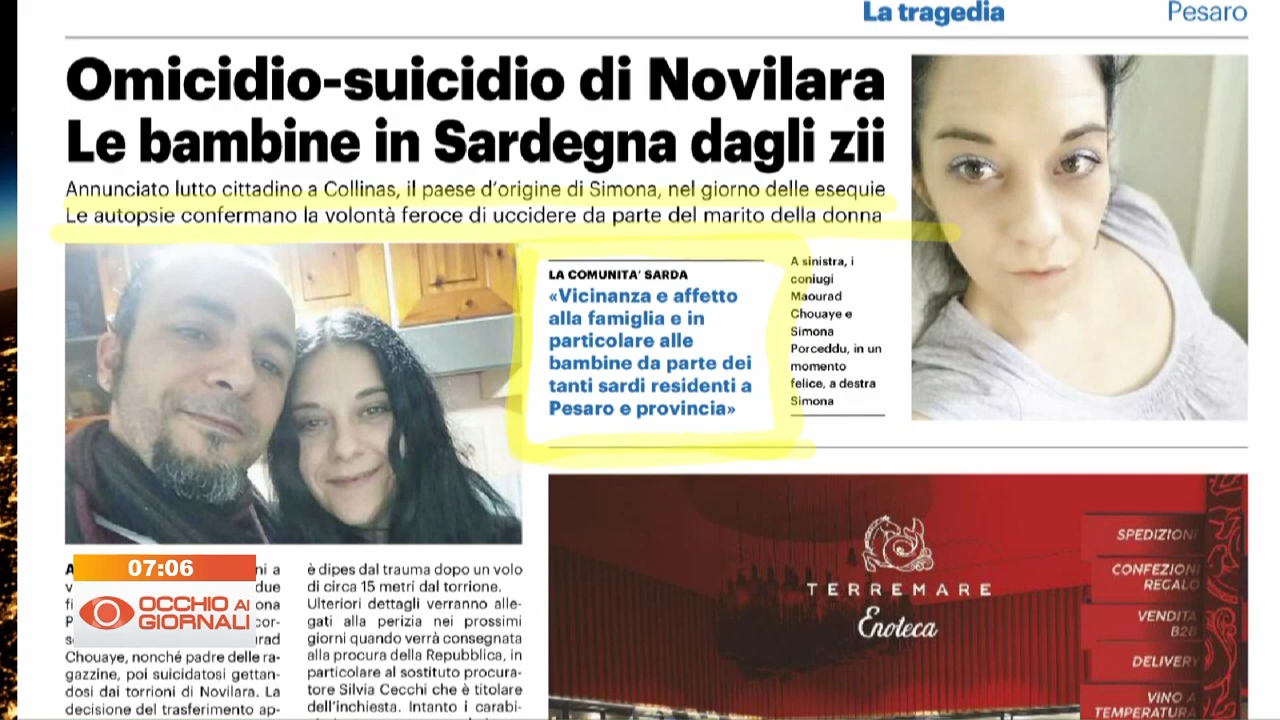 La tragedia
Pesaro
Omicidio-suicidio di Novilara
Le bambine in Sardegna dagli zii
Annunciato lutto cittadino a Collinas, il paese d'origine di Simona, nel giorno delle esequie
Le autopsie confermano la volontà feroce di uccidere da parte del marito della donna
LA COMUNITA' SARDA
«Vicinanza e affetto
alla famiglia e in
particolare alle
bambine da parte dei
tanti sardi residenti a
Pesaro e provincia»
A sinistra, i
coniugi
Maourad
Chouaye e
Simona
Porceddu, in un
momento
felice, a destra
Simona
Chouaye, nonché padre delle ra-
gazzine, poi suicidatosi gettan-
dosi dai torrioni di Novilara. La
decisione del trasferimento ap-
è dipes dal trauma dopo un volo
di circa 15 metri dal torrione.
Ulteriori dettagli verranno alle-
gati alla perizia nei prossimi
giorni quando verrà consegnata
alla procura della Repubblica, in
particolare al sostituto procura-
tore Silvia Cecchi che è titolare
dell'inchiesta. Intanto i carabi-
07:06
OCCHIO AI
GIORNALI
TERREMARE
Enoteca
SPEDIZIONI
CONFEZIONI
REGALO
VENDITA
B2B
DELIVERY
VINO A
TEMPERATURA